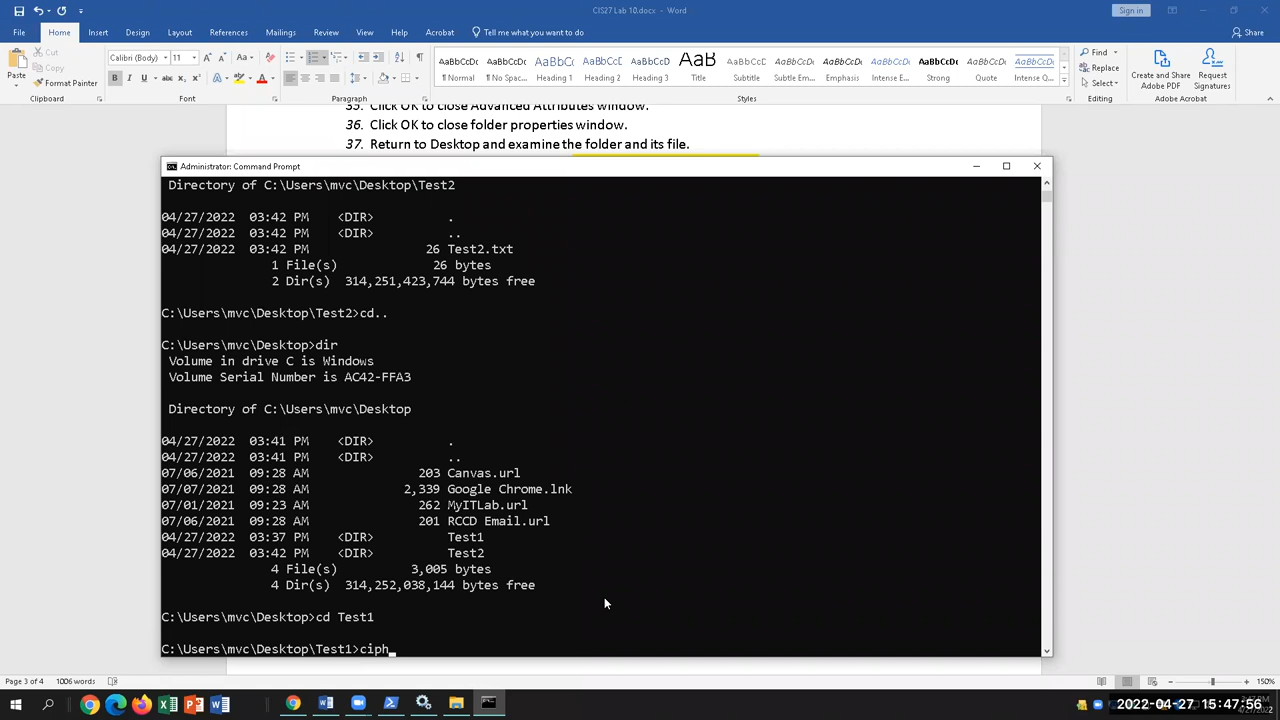 CIS27 Lab 10.docx - Word
Sign in
File Home Insert Design Layout References Mailings Review View Help Acrobat Tell me what you want to do Share
Paste
Cut
Copy
Format Painter
Clipboard
Calibri (Body) 11
Font
Paragraph
AaBbCcDc AaBbCcDc AaBbCc AaBbCcC AaBbCcD AaB AaBbCcD AaBbCcDc AaBbCcDc AaBbCcDc AaBbCcDc AaBbCcDc
¶ Normal ¶ No Spac... Heading 1 Heading 2 Heading 3 Title Subtitle Subtle Em... Emphasis Intense E... Strong Quote Intense Q...
Styles
Find
Replace
Select
Editing
Create and Share Adobe PDF
Request Signatures
Adobe Acrobat
35. Click OK to close Advanced Attributes window.
36. Click OK to close folder properties window.
37. Return to Desktop and examine the folder and its file.
Administrator: Command Prompt
Directory of C:\Users\mvc\Desktop\Test2
04/27/2022 03:42 PM <DIR> .
04/27/2022 03:42 PM <DIR> ..
04/27/2022 03:42 PM 26 Test2.txt
1 File(s) 26 bytes
2 Dir(s) 314,251,423,744 bytes free
C:\Users\mvc\Desktop\Test2>cd..
C:\Users\mvc\Desktop>dir
Volume in drive C is Windows
Volume Serial Number is AC42-FFA3
Directory of C:\Users\mvc\Desktop
04/27/2022 03:41 PM <DIR> .
04/27/2022 03:41 PM <DIR> ..
07/06/2021 09:28 AM 203 Canvas.url
07/07/2021 09:28 AM 2,339 Google Chrome.lnk
07/01/2021 09:23 AM 262 MyITLab.url
07/06/2021 09:28 AM 201 RCCD Email.url
04/27/2022 03:37 PM <DIR> Test1
04/27/2022 03:42 PM <DIR> Test2
4 File(s) 3,005 bytes
4 Dir(s) 314,252,038,144 bytes free
C:\Users\mvc\Desktop>cd Test1
C:\Users\mvc\Desktop\Test1>ciph_
Page 3 of 4 1006 words 150%
2022-04-27, 15:47:56